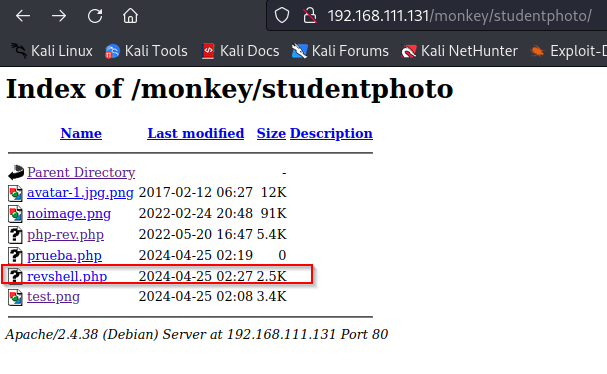 192.168.111.131/monkey/studentphoto/
Kali Linux Kali Tools Kali Docs Kali Forums Kali NetHunter Exploit-D
Index of /monkey/studentphoto
Name Last modified Size Description
Parent Directory -
avatar-1.jpg.png 2017-02-12 06:27 12K
noimage.png 2022-02-24 20:48 91K
php-rev.php 2022-05-20 16:47 5.4K
prueba.php 2024-04-25 02:19 0
revshell.php 2024-04-25 02:27 2.5K
test.png 2024-04-25 02:08 3.4K
Apache/2.4.38 (Debian) Server at 192.168.111.131 Port 80